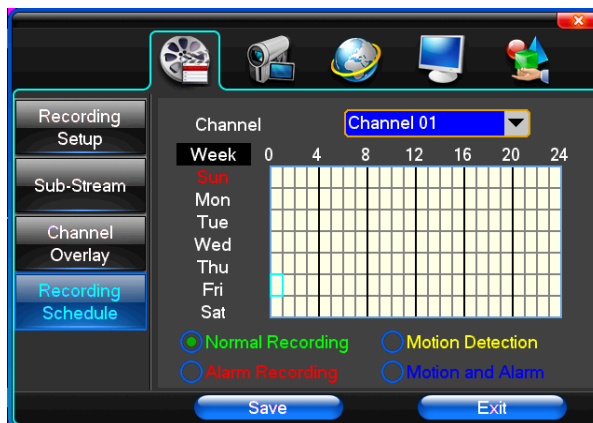 Recording
Setup
Sub-Stream
Channel
Overlay
Recording
Schedule
Channel Channel 01
Week 0 4 8 12 16 20 24
Sun
Mon
Tue
Wed
Thu
Fri
Sat
Normal Recording Motion Detection
Alarm Recording Motion and Alarm
Save Exit